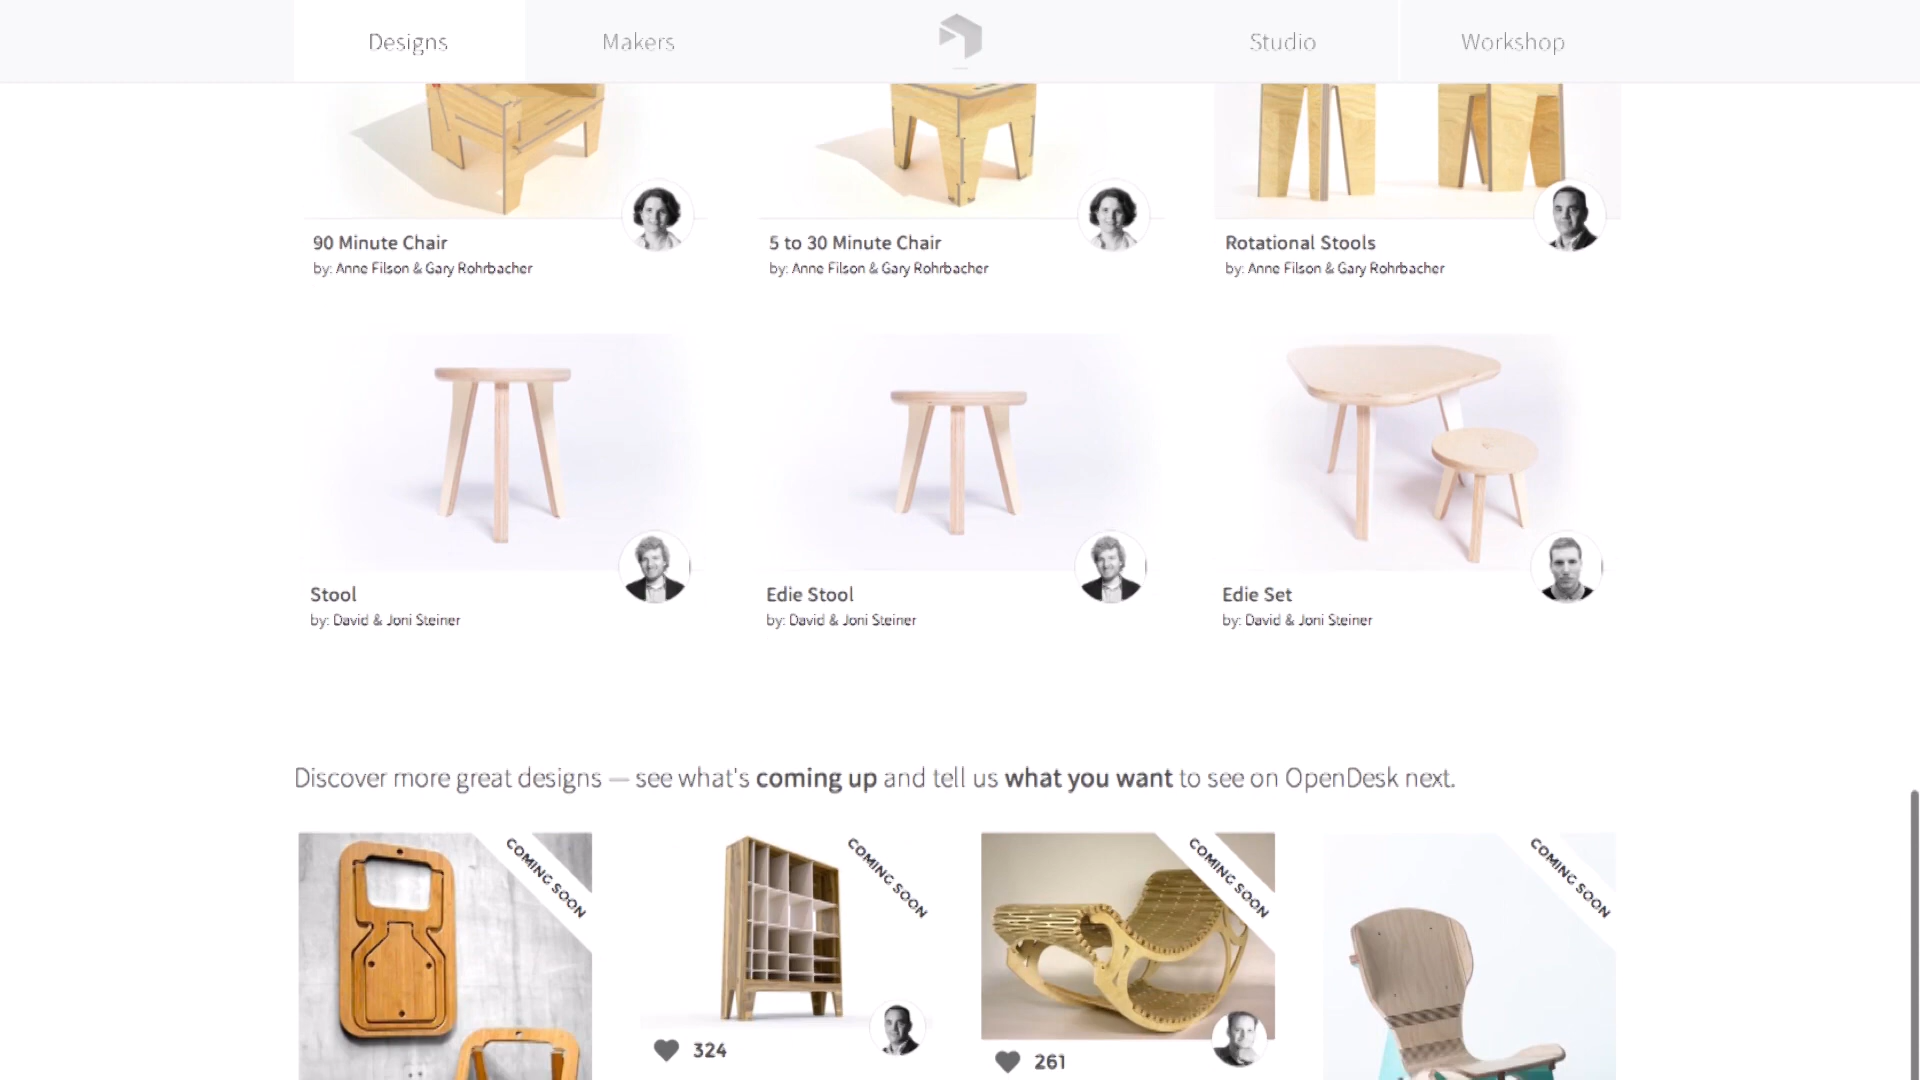 Designs
Makers
Studio
Workshop
90 Minute Chair
by: Anne Filson & Gary Rohrbacher
5 to 30 Minute Chair
by: Anne Filson & Gary Rohrbacher
Rotational Stools
by: Anne Filson & Gary Rohrbacher
Stool
by: David & Joni Steiner
Edie Stool
by: David & Joni Steiner
Edie Set
by: David & Joni Steiner
Discover more great designs — see what's coming up and tell us what you want to see on OpenDesk next.
COMING SOON
COMING SOON
COMING SOON
COMING SOON
324
261